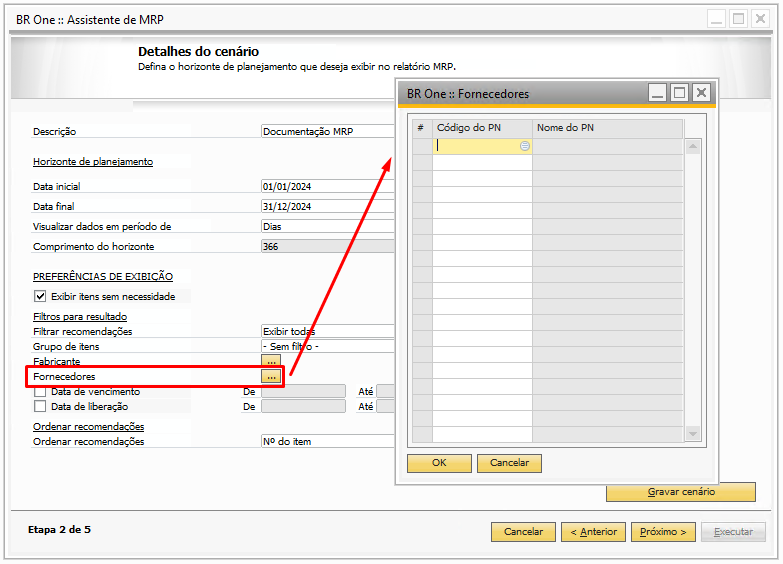 BR One :: Assistente de MRP
Detalhes do cenário
Defina o horizonte de planejamento que deseja exibir no relatório MRP.
Descrição Documentação MRP
Horizonte de planejamento
Data inicial 01/01/2024
Data final 31/12/2024
Visualizar dados em período de Dias
Comprimento do horizonte 366
PREFERÊNCIAS DE EXIBIÇÃO
Exibir itens sem necessidade
Filtros para resultado
Filtrar recomendações Exibir todas
Grupo de itens - Sem filtro -
Fabricante ...
Fornecedores ...
Data de vencimento De Até
Data de liberação De Até
Ordenar recomendações
Ordenar recomendações Nº do item
BR One :: Fornecedores
# Código do PN Nome do PN
OK Cancelar
Gravar cenário
Etapa 2 de 5 Cancelar < Anterior Próximo > Executar